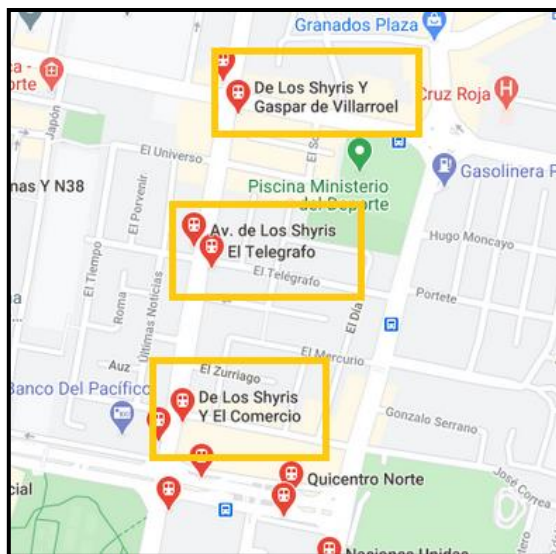 Granados Plaza
De Los Shyris Y
Gaspar de Villarroel
Cruz Roja
Japón
El Universo
Gasolinera
Piscina Ministerio
del Deporte
Y N38
El Porvenir
Av. de Los Shyris
El Telegrafo
Hugo Moncayo
El Tiempo
El Telégrafo
Portete
Roma
Últimas Noticias
El Día
El Mercurio
Auz
El Zurriago
Banco Del Pacífico
De Los Shyris
Y El Comercio
Gonzalo Serrano
José Correa
Quicentro Norte
Naciones Unidas